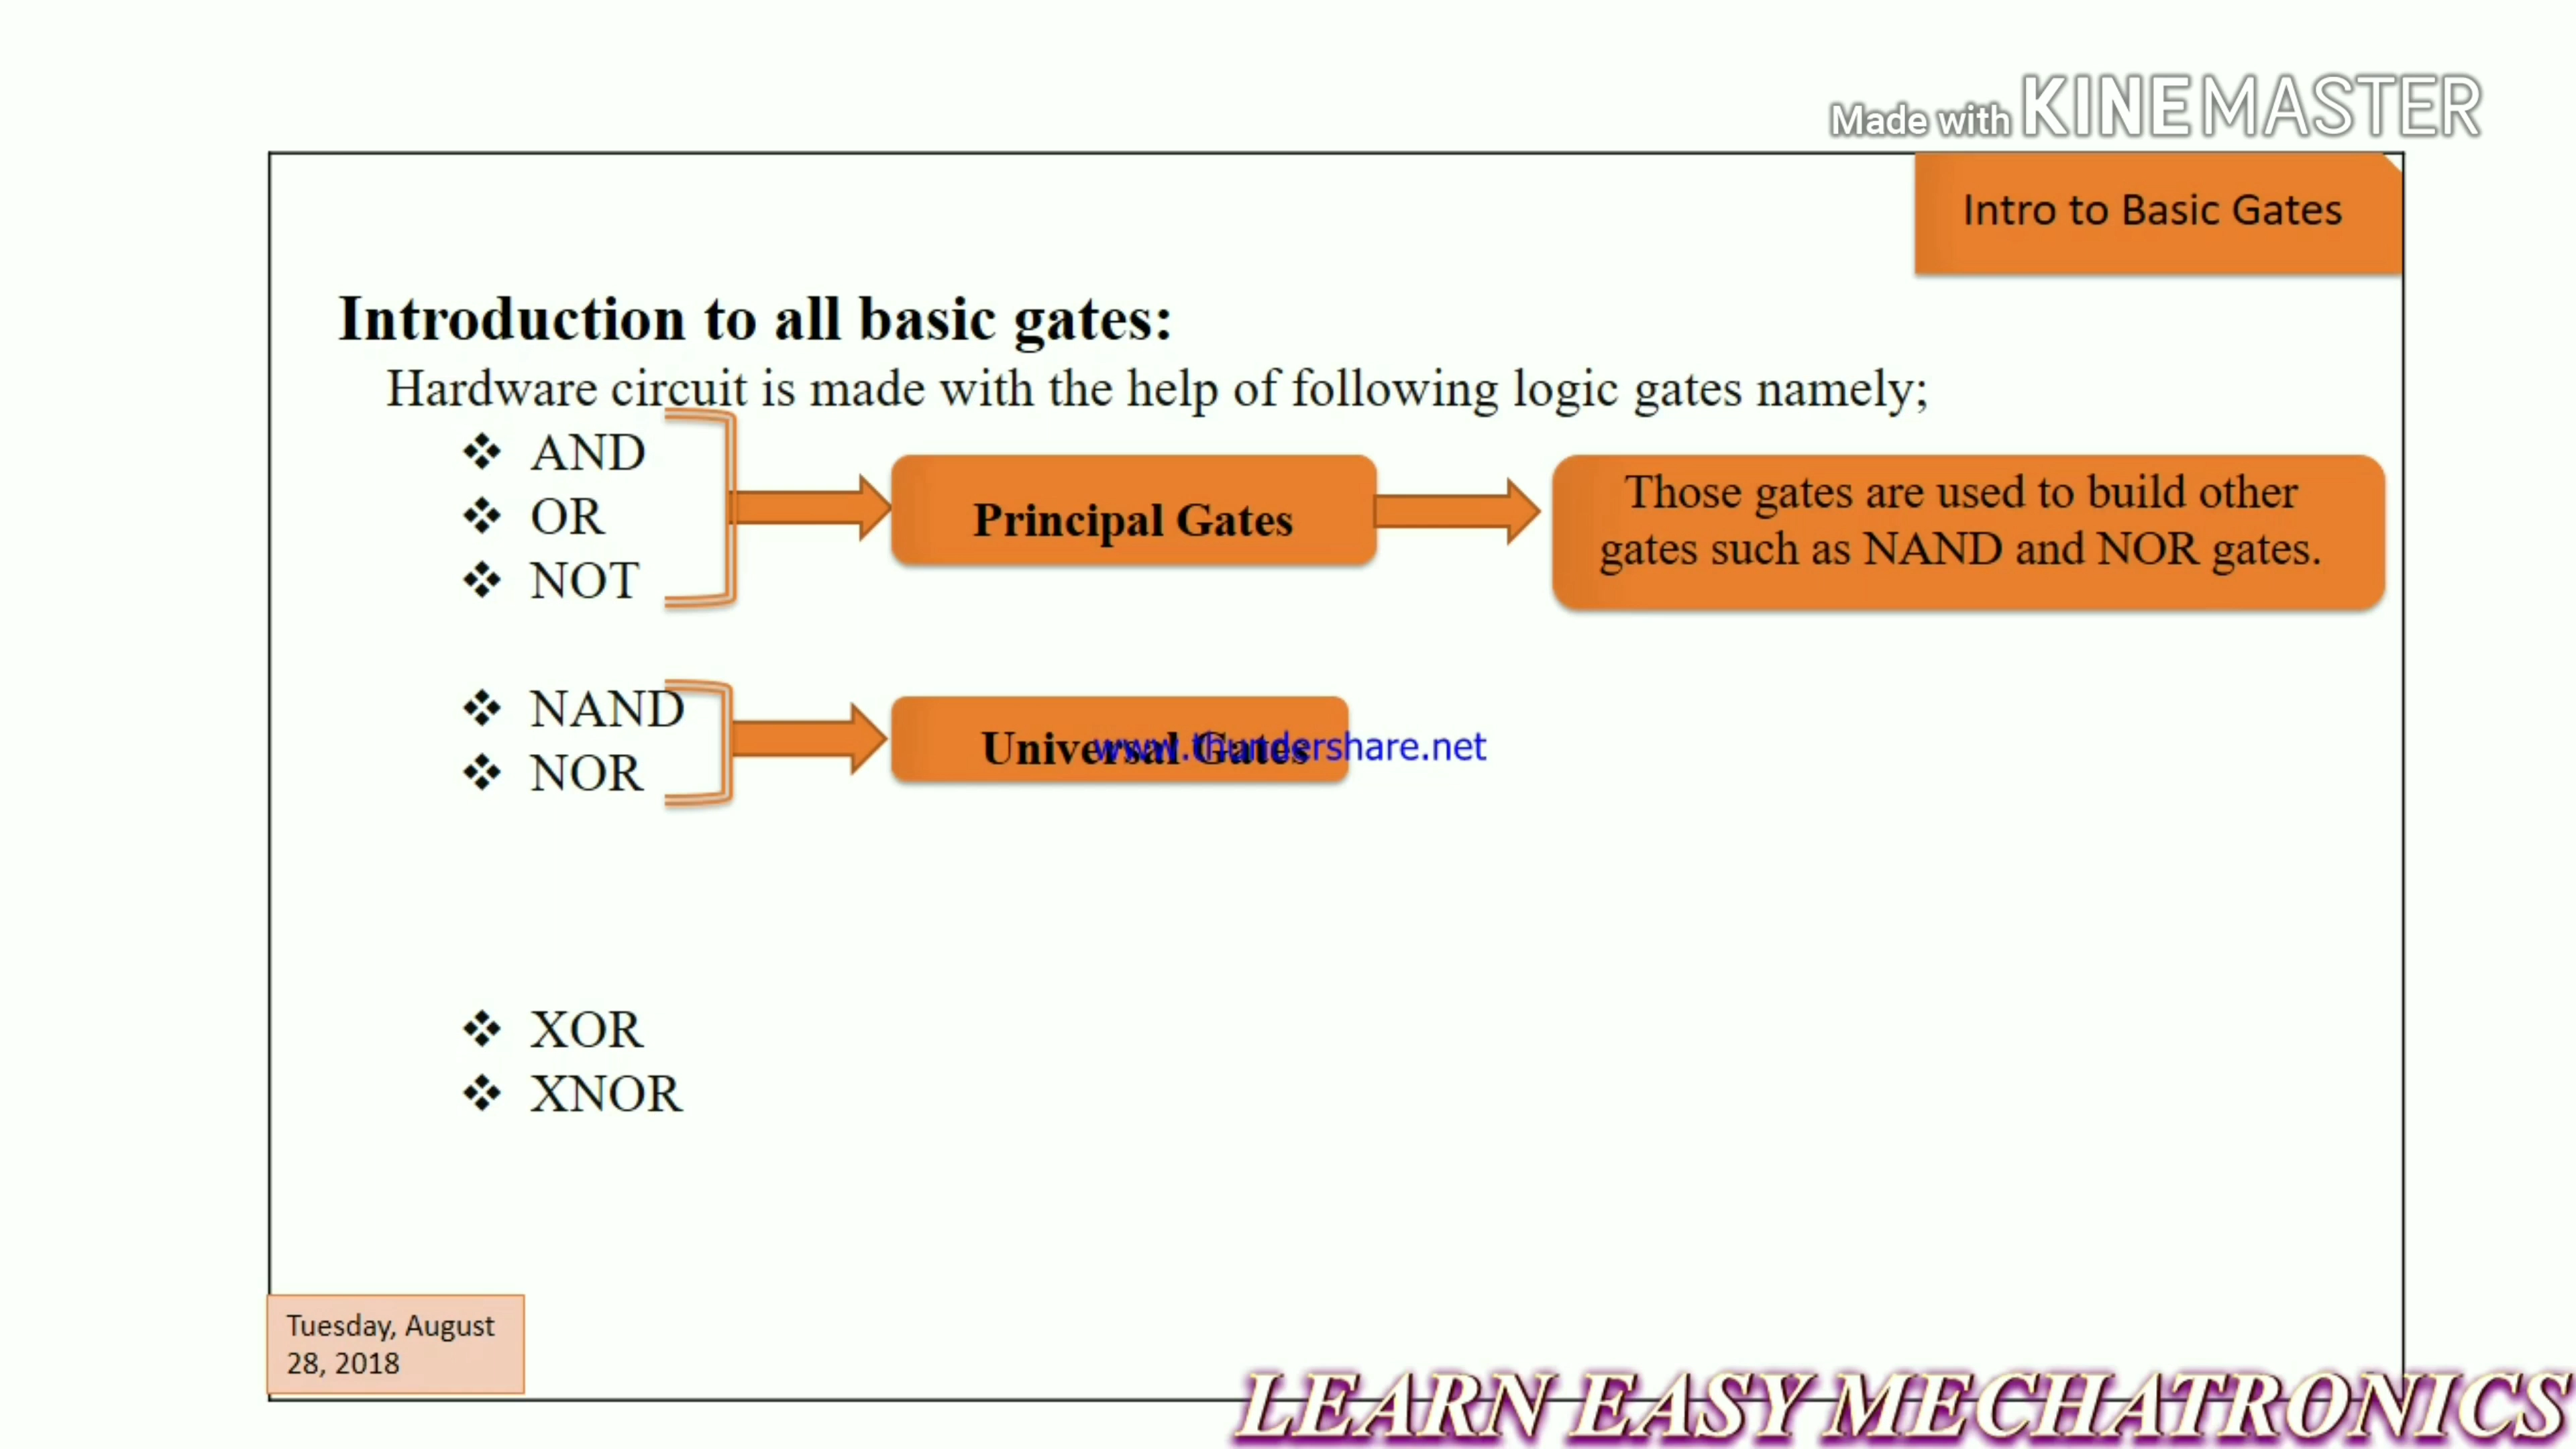 Made with KINEMASTER
Intro to Basic Gates
Introduction to all basic gates:
Hardware circuit is made with the help of following logic gates namely;
❖ AND
❖ OR
❖ NOT
Principal Gates
Those gates are used to build other
gates such as NAND and NOR gates.
❖ NAND
❖ NOR
Universal Gates
www.thundershare.net
❖ XOR
❖ XNOR
Tuesday, August
28, 2018
LEARN EASY MECHATRONICS